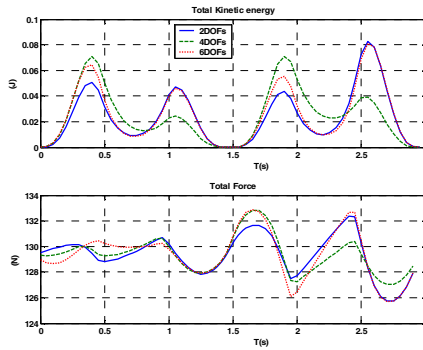 Total Kinetic energy
0.1
0.08
0.06
0.04
0.02
0
(J)
2DOFs
4DOFs
6DOFs
0
0.5
1
1.5
2
2.5
T(s)
Total Force
134
132
130
128
126
124
(N)
0
0.5
1
1.5
2
2.5
T(s)